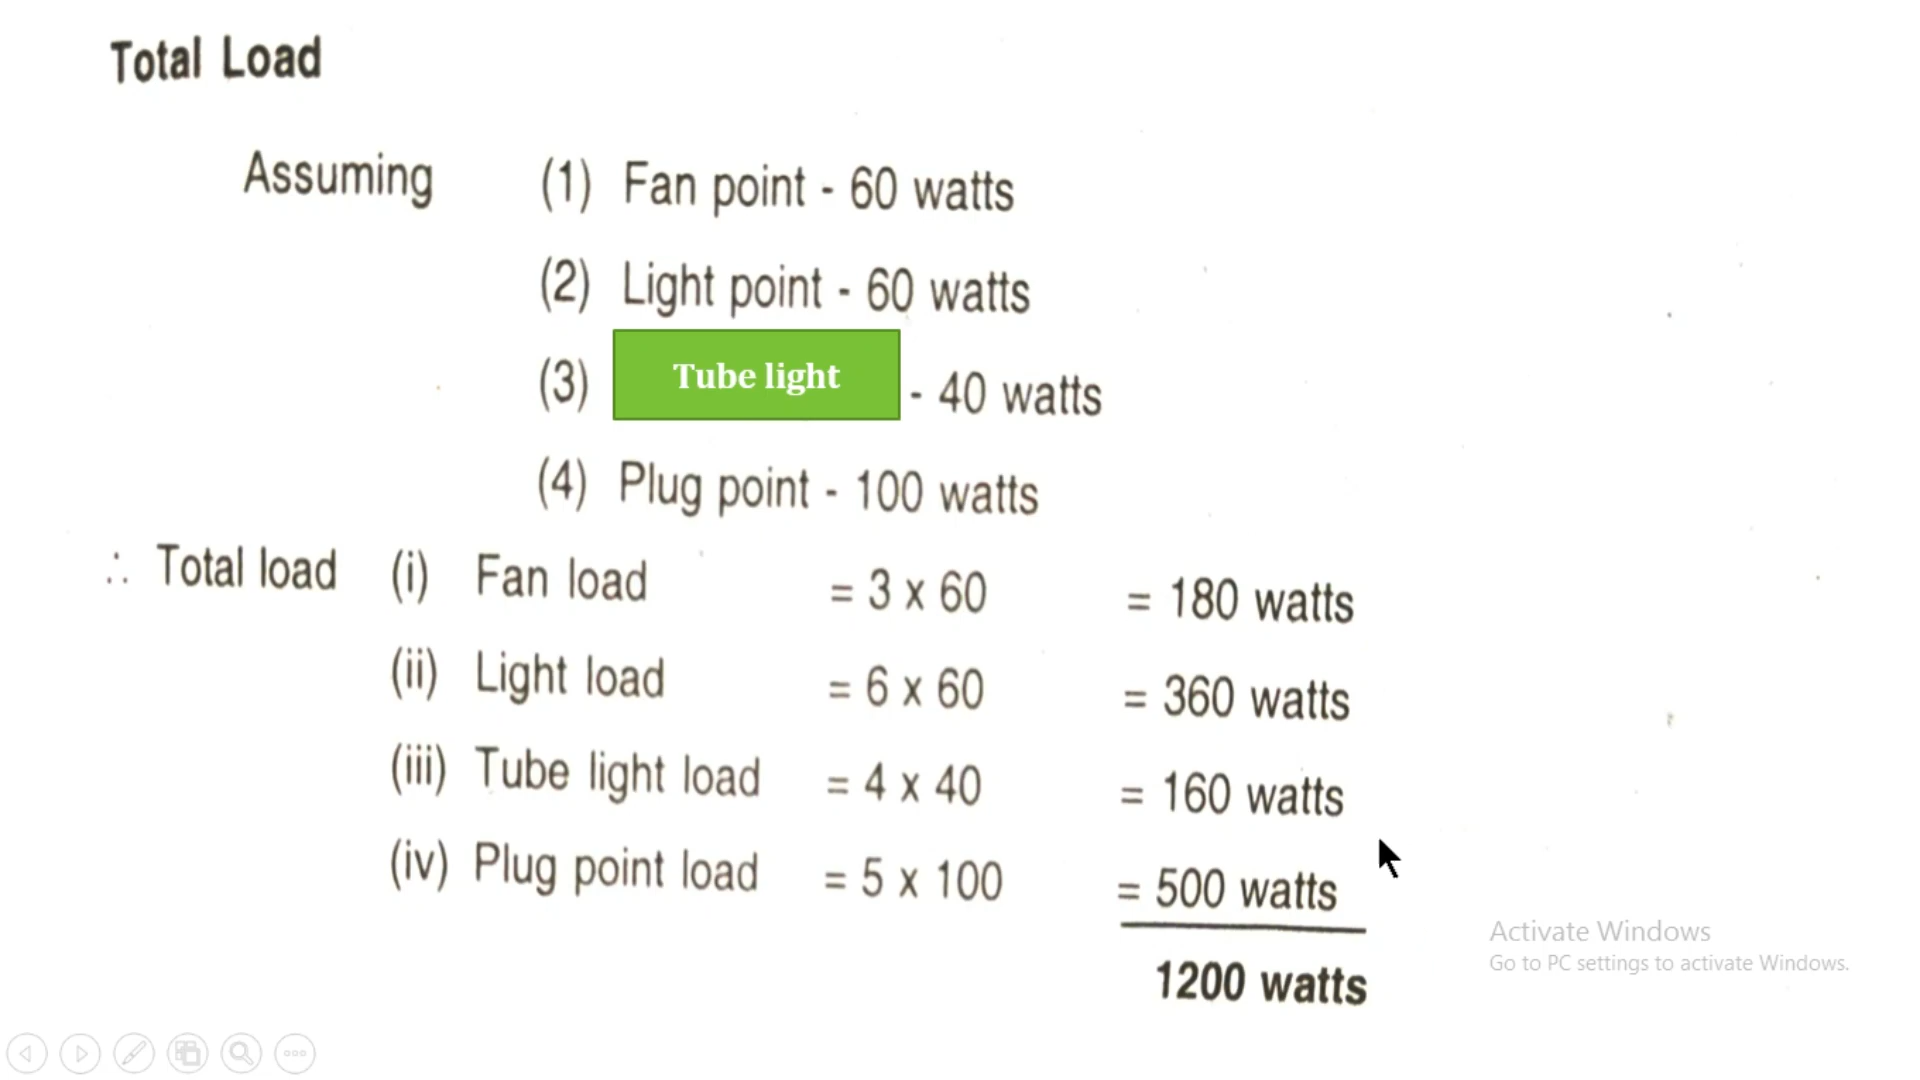 Total Load
Assuming (1) Fan point - 60 watts
(2) Light point - 60 watts
(3) Tube light - 40 watts
(4) Plug point - 100 watts
∴ Total load (i) Fan load = 3 x 60 = 180 watts
(ii) Light load = 6 x 60 = 360 watts
(iii) Tube light load = 4 x 40 = 160 watts
(iv) Plug point load = 5 x 100 = 500 watts
1200 watts
Activate Windows
Go to PC settings to activate Windows.